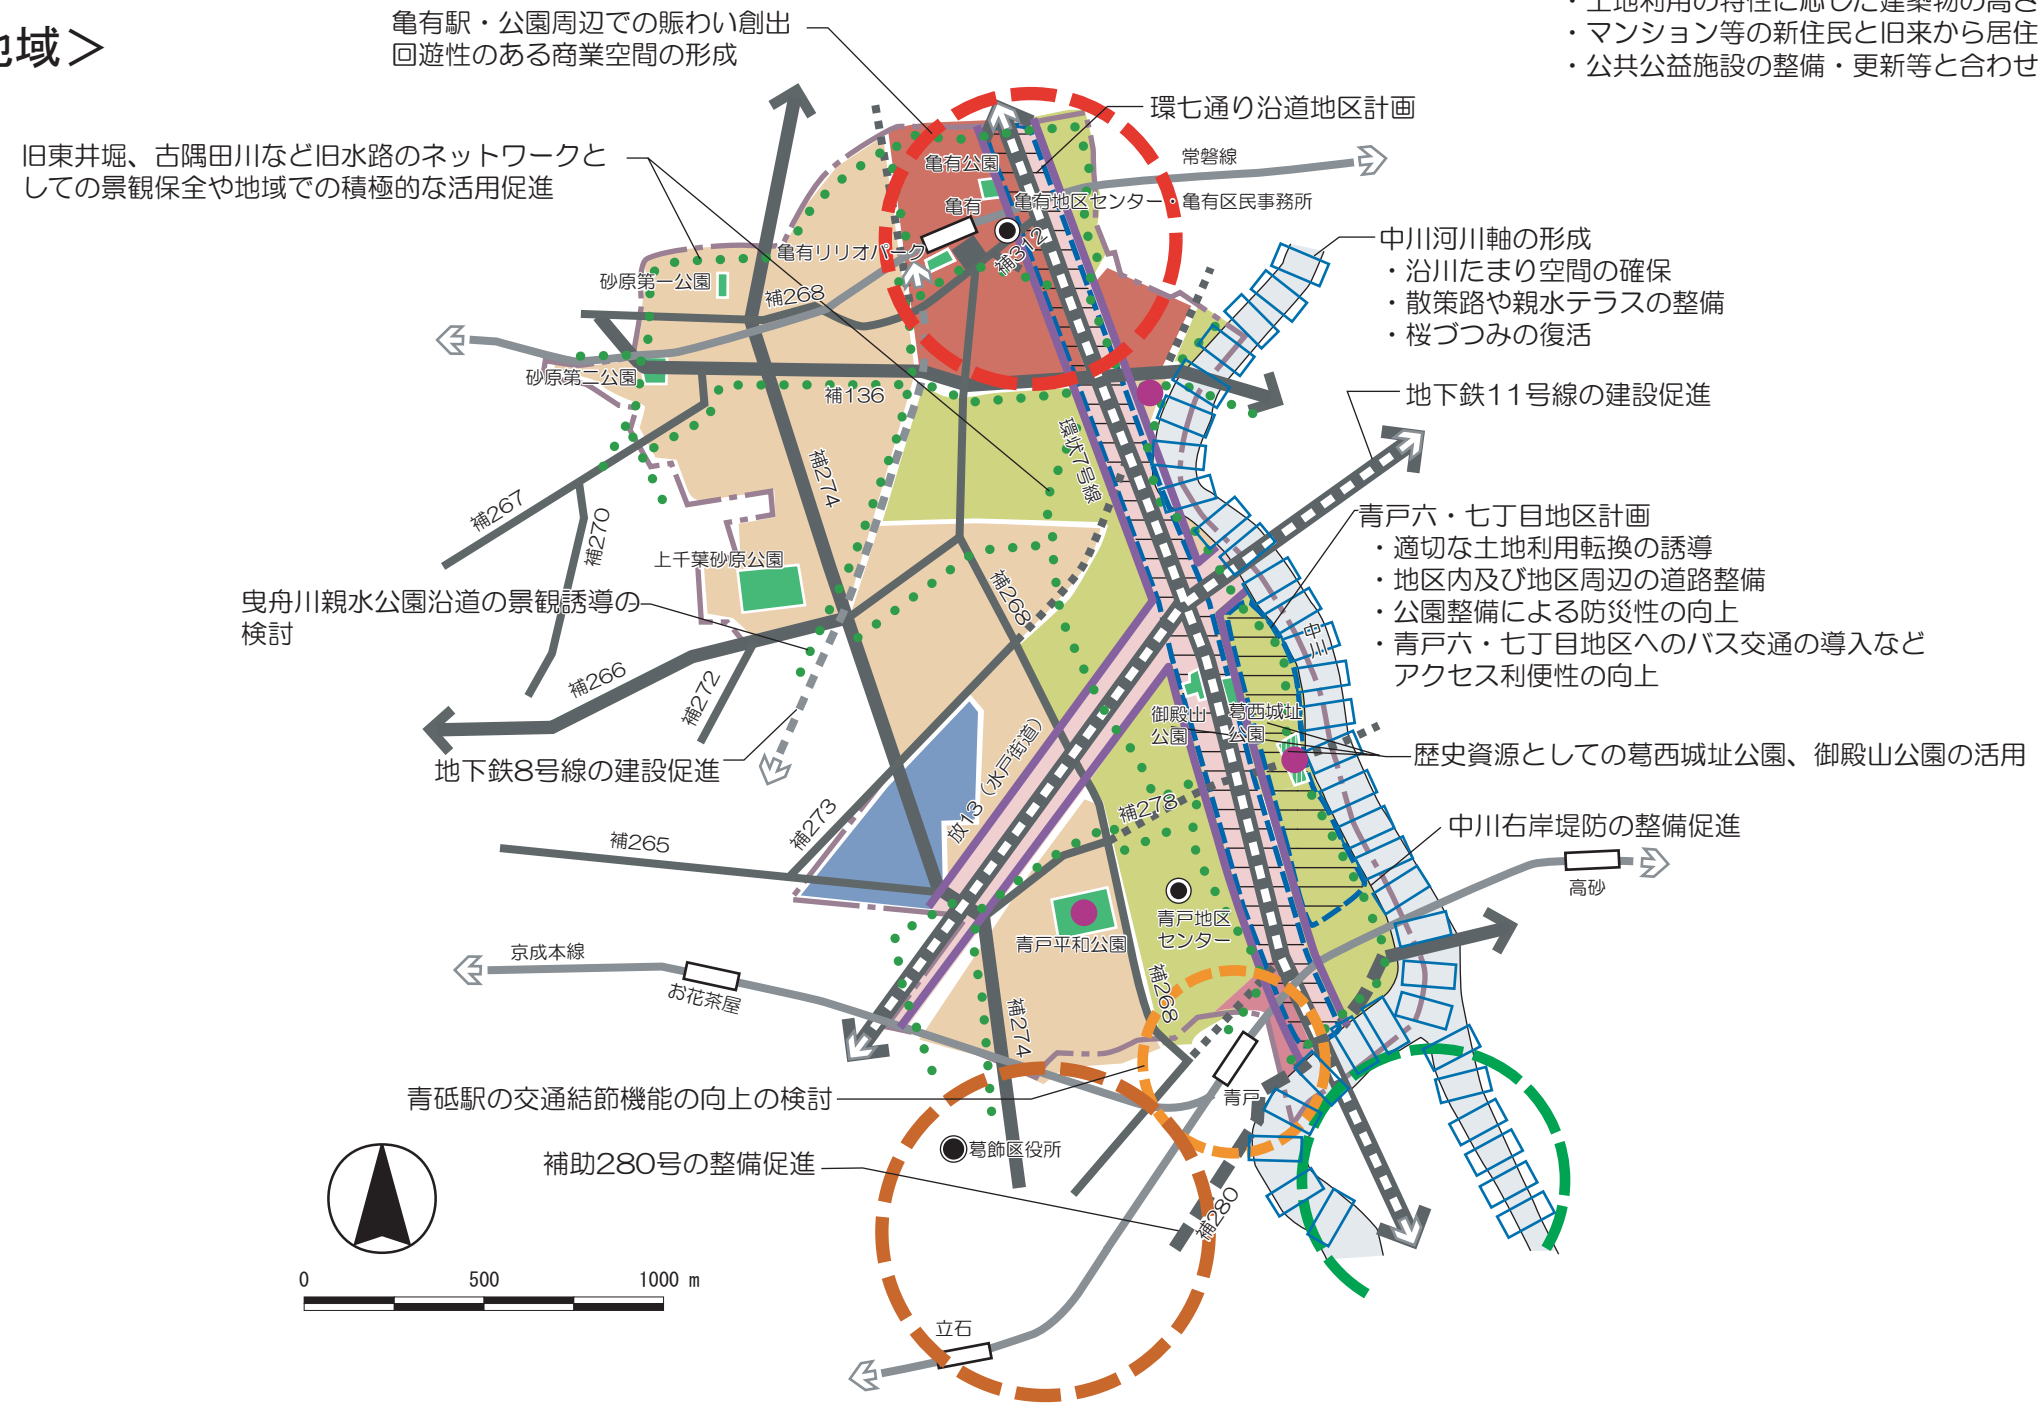 地域＞
亀有駅・公園周辺での賑わい創出
回遊性のある商業空間の形成
・土地利用の特性に応じた建築物の高さ
・マンション等の新住民と旧来から居住
・公共公益施設の整備・更新等と合わせ
環七通り沿道地区計画
旧東井堀、古隅田川など旧水路のネットワークと
しての景観保全や地域での積極的な活用促進
常磐線
亀有公園
亀有
亀有地区センター・亀有区民事務所
亀有リリオパーク
補312
砂原第一公園
補268
中川河川軸の形成
・沿川たまり空間の確保
・散策路や親水テラスの整備
・桜づつみの復活
砂原第二公園
補136
地下鉄11号線の建設促進
環状7号線
補274
補267
補270
青戸六・七丁目地区計画
・適切な土地利用転換の誘導
・地区内及び地区周辺の道路整備
・公園整備による防災性の向上
・青戸六・七丁目地区へのバス交通の導入など
アクセス利便性の向上
上千葉砂原公園
曳舟川親水公園沿道の景観誘導の
検討
補268
中川
補266
補272
御殿山
公園
葛西城址
公園
歴史資源としての葛西城址公園、御殿山公園の活用
地下鉄8号線の建設促進
放13（水戸街道）
補273
補278
補265
中川右岸堤防の整備促進
高砂
青戸地区
センター
青戸平和公園
京成本線
お花茶屋
補268
補274
青砥駅の交通結節機能の向上の検討
青戸
葛飾区役所
補助280号の整備促進
補280
0
500
1000 m
立石